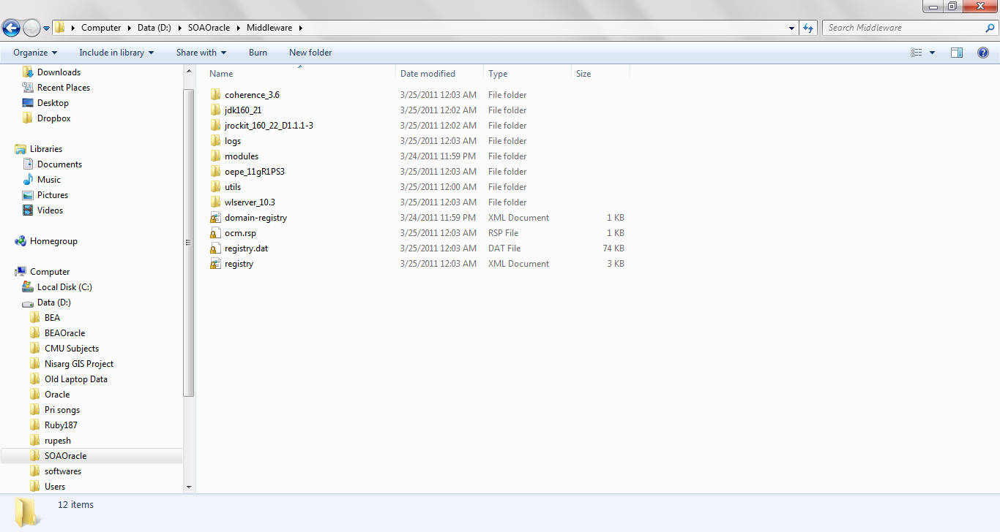 Computer Data (D:) SOAOracle Middleware Search Middleware
Organize Include in library Share with Burn New folder
Downloads
Recent Places
Desktop
Dropbox
Libraries
Documents
Music
Pictures
Videos
Homegroup
Computer
Local Disk (C:)
Data (D:)
BEA
BEAOracle
CMU Subjects
Nisarg GIS Project
Old Laptop Data
Oracle
Pri songs
Ruby187
rupesh
SOAOracle
softwares
Users
Name Date modified Type Size
coherence_3.6 3/25/2011 12:03 AM File folder
jdk160_21 3/25/2011 12:02 AM File folder
jrockit_160_22_D1.1.1-3 3/25/2011 12:02 AM File folder
logs 3/25/2011 12:03 AM File folder
modules 3/24/2011 11:59 PM File folder
oepe_11gR1PS3 3/25/2011 12:03 AM File folder
utils 3/25/2011 12:00 AM File folder
wlserver_10.3 3/25/2011 12:03 AM File folder
domain-registry 3/24/2011 11:59 PM XML Document 1 KB
ocm.rsp 3/25/2011 12:03 AM RSP File 1 KB
registry.dat 3/25/2011 12:03 AM DAT File 74 KB
registry 3/25/2011 12:03 AM XML Document 3 KB
12 items